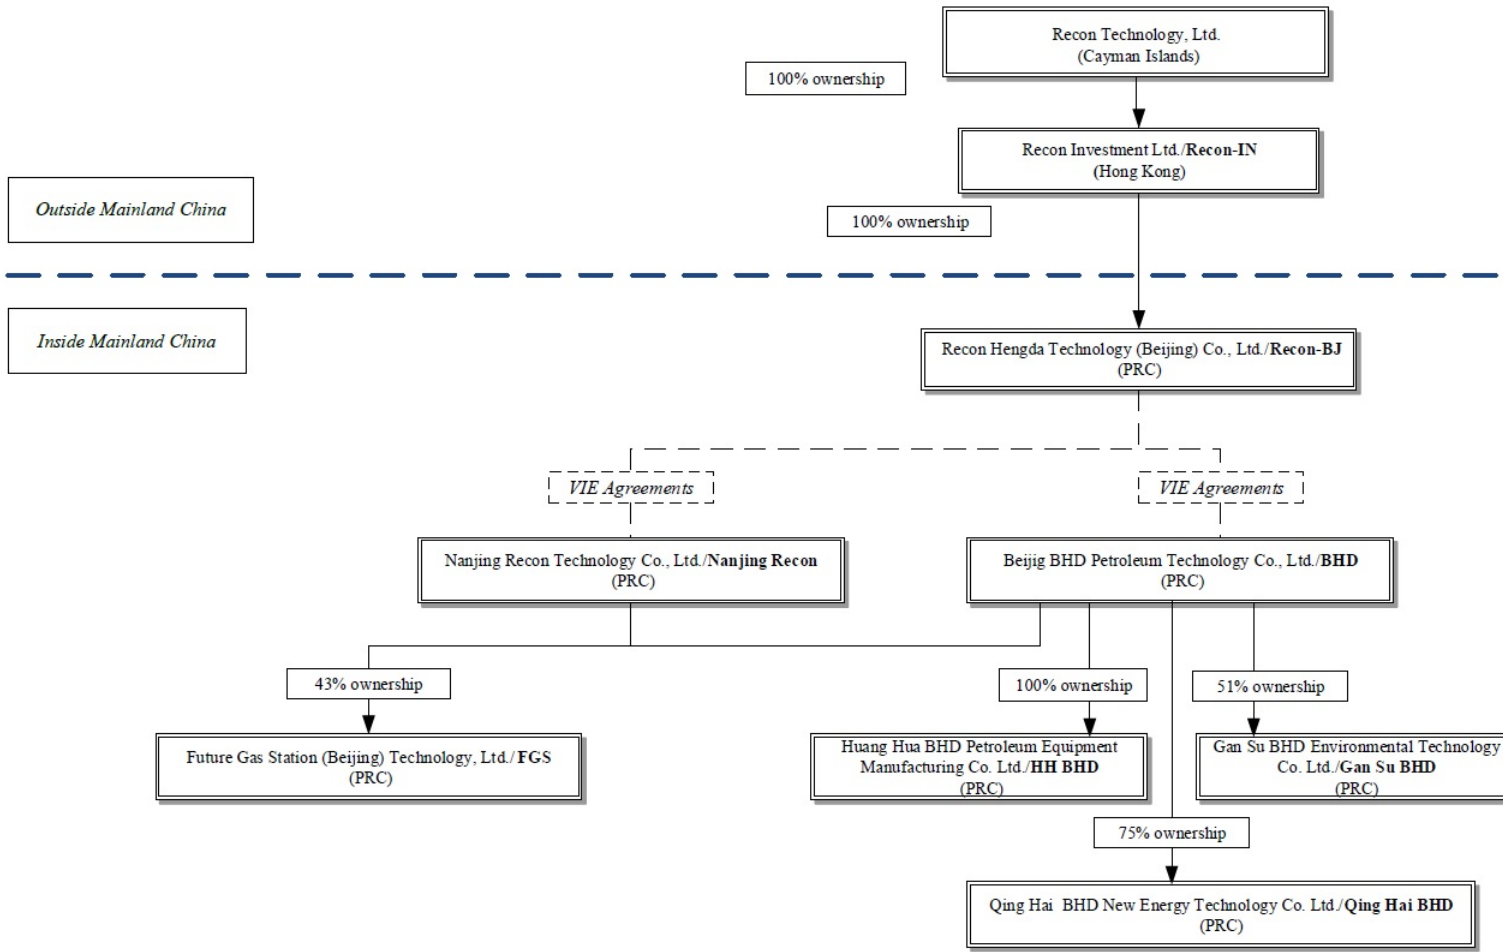 Recon Technology, Ltd.
(Cayman Islands)
100% ownership
Recon Investment Ltd./Recon-IN
(Hong Kong)
Outside Mainland China
100% ownership
Inside Mainland China
Recon Hengda Technology (Beijing) Co., Ltd./Recon-BJ
(PRC)
VIE Agreements
VIE Agreements
Nanjing Recon Technology Co., Ltd./Nanjing Recon
(PRC)
Beijig BHD Petroleum Technology Co., Ltd./BHD
(PRC)
43% ownership
100% ownership
51% ownership
Future Gas Station (Beijing) Technology, Ltd./ FGS
(PRC)
Huang Hua BHD Petroleum Equipment
Manufacturing Co. Ltd./HH BHD
(PRC)
Gan Su BHD Environmental Technology
Co. Ltd./Gan Su BHD
(PRC)
75% ownership
Qing Hai  BHD New Energy Technology Co. Ltd./Qing Hai BHD
(PRC)